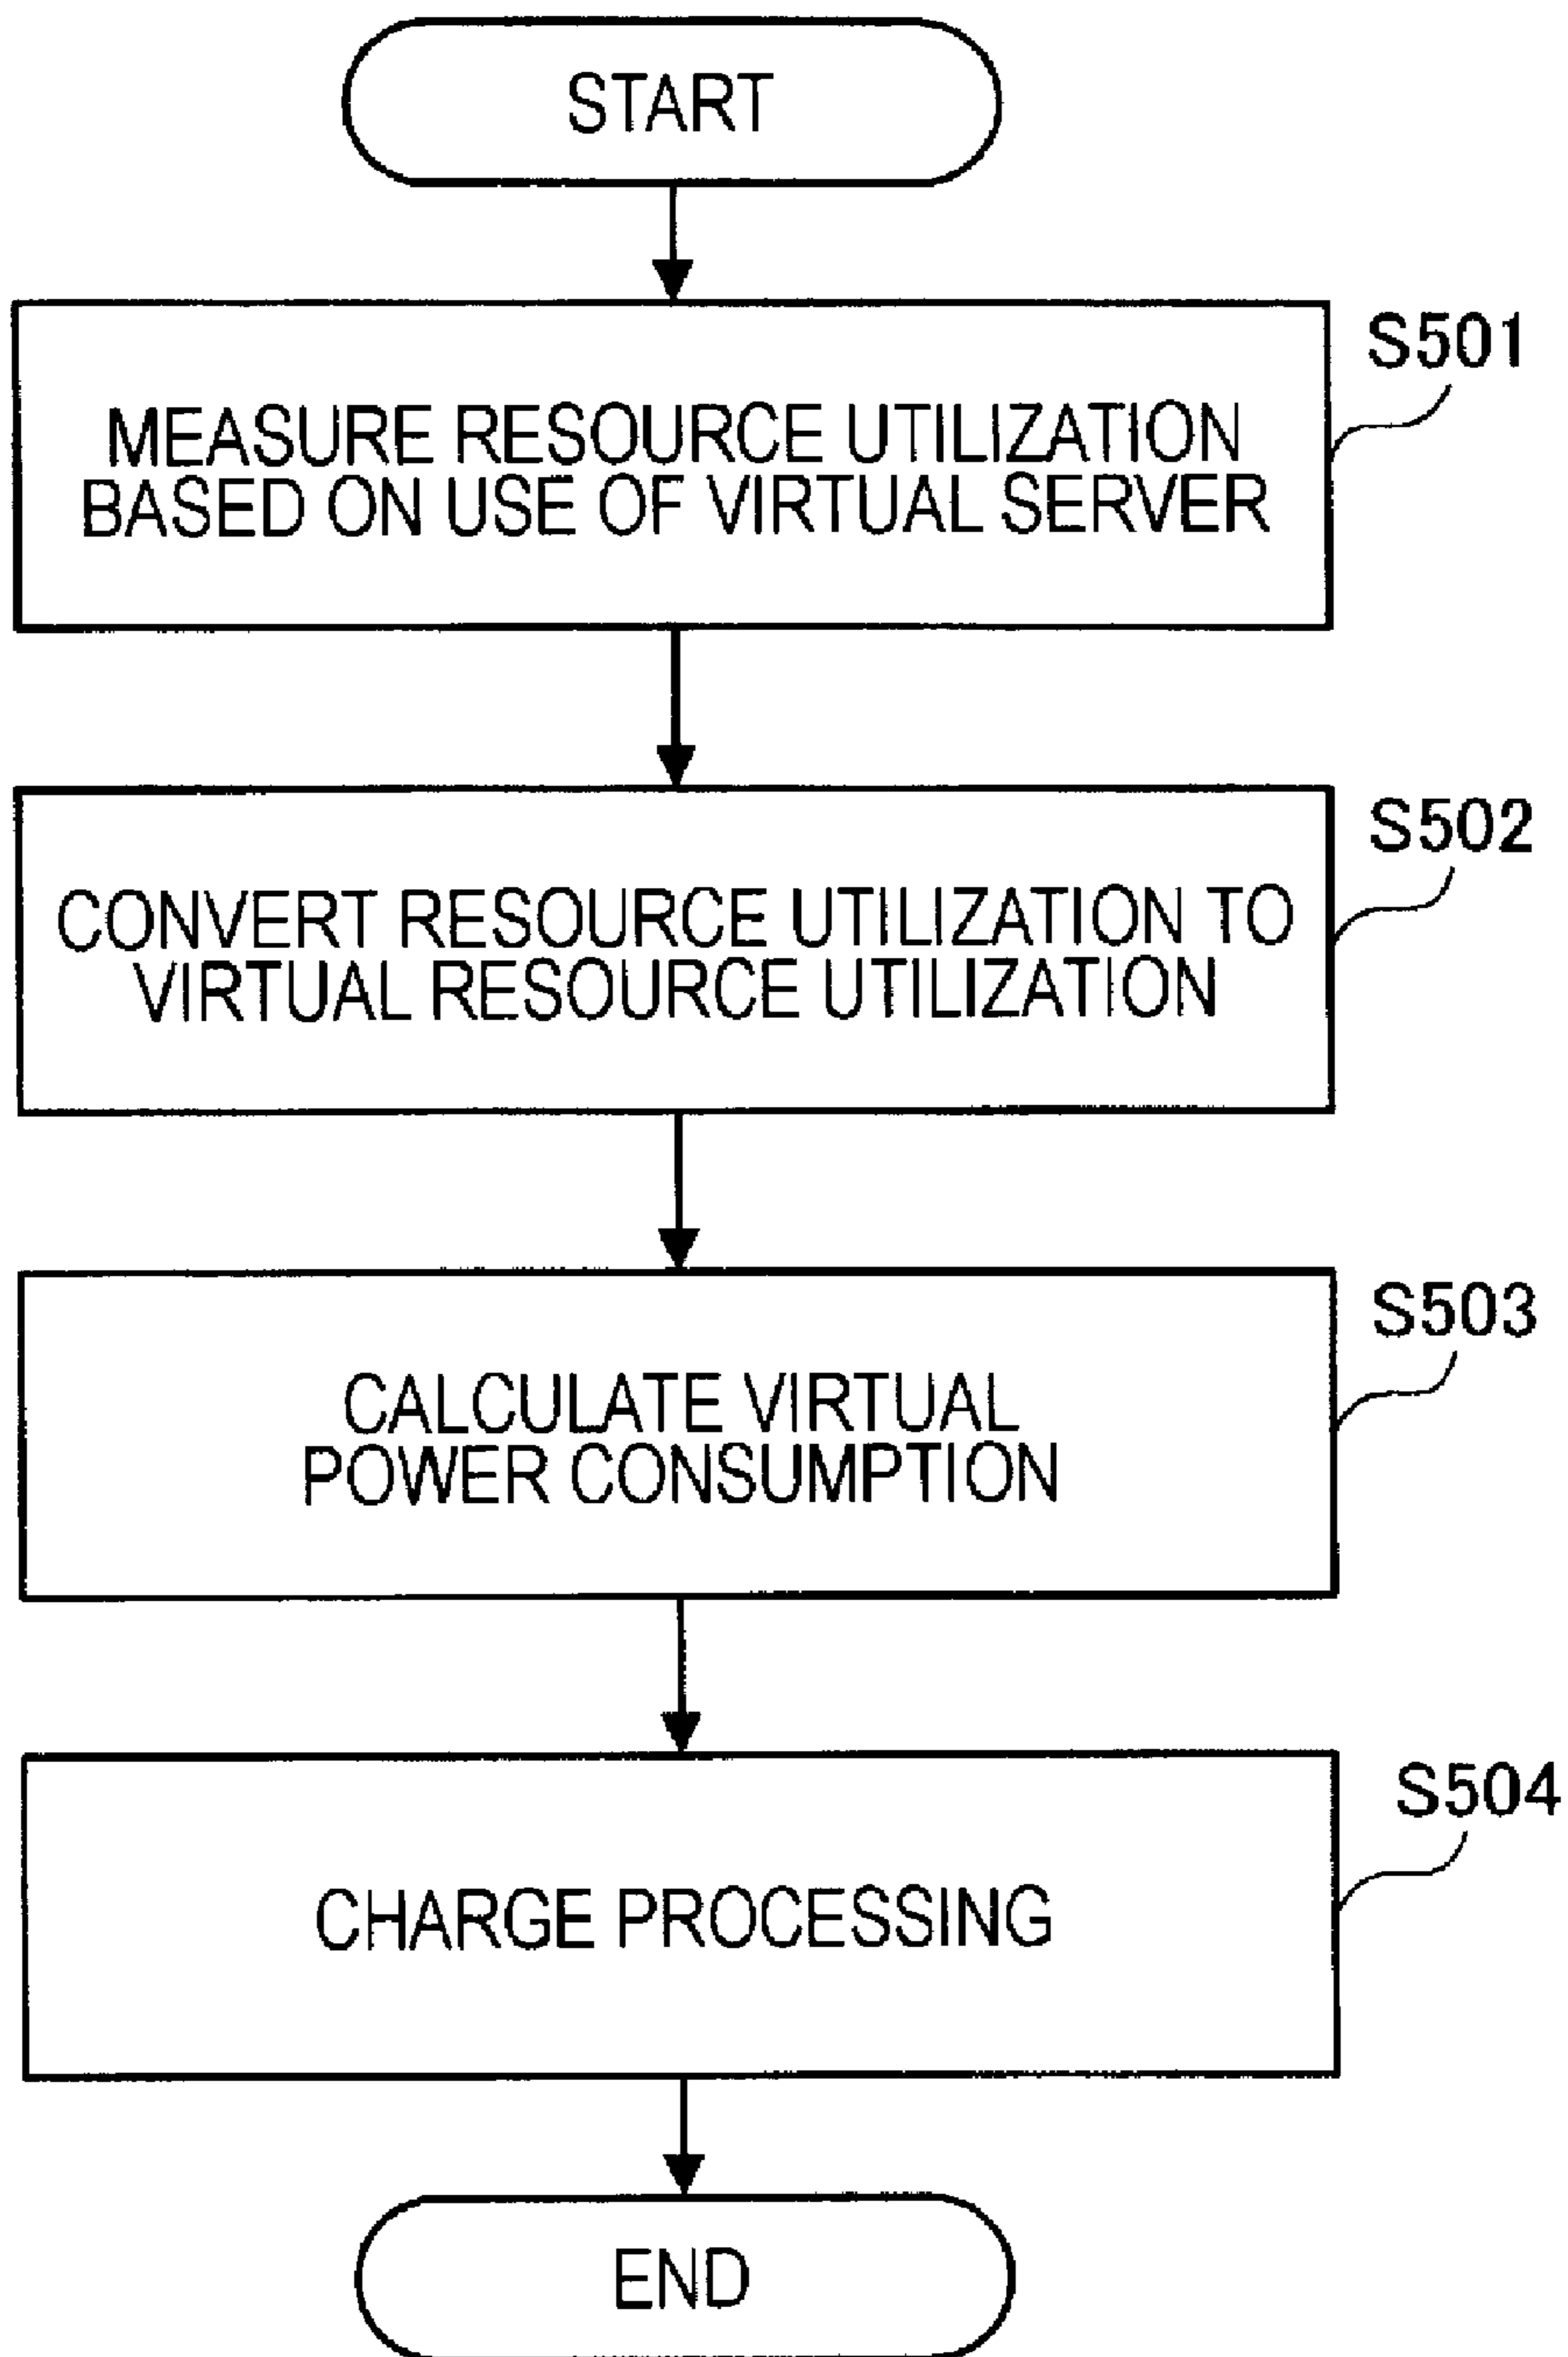 START
S501
MEASURE RESOURCE UTILIZATION
BASED ON USE OF VIRTUAL SERVER
S502
CONVERT RESOURCE UTILIZATION TO
VIRTUAL RESOURCE UTILIZATION
S503
CALCULATE VIRTUAL
POWER CONSUMPTION
S504
CHARGE PROCESSING
END